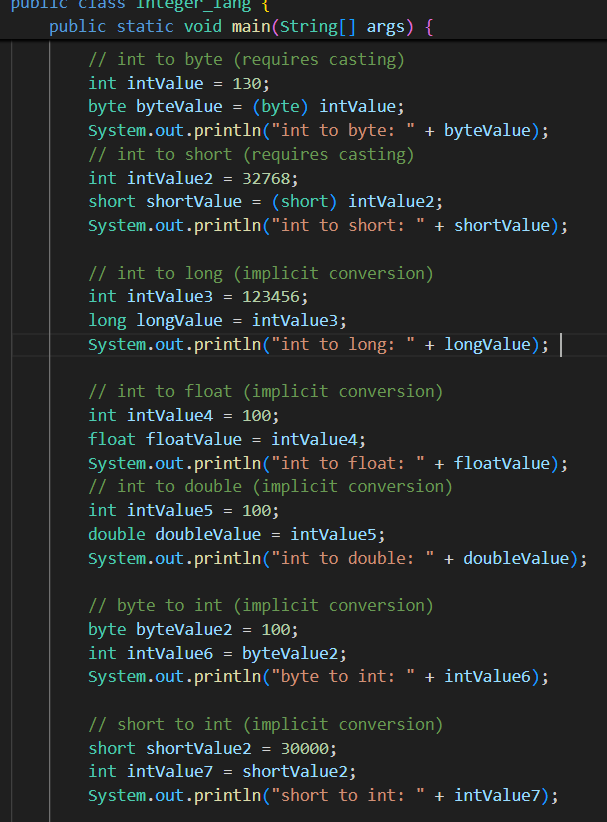 public class Integer_lang {
public static void main(String[] args) {
// int to byte (requires casting)
int intValue = 130;
byte byteValue = (byte) intValue;
System.out.println("int to byte: " + byteValue);
// int to short (requires casting)
int intValue2 = 32768;
short shortValue = (short) intValue2;
System.out.println("int to short: " + shortValue);
// int to long (implicit conversion)
int intValue3 = 123456;
long longValue = intValue3;
System.out.println("int to long: " + longValue);
// int to float (implicit conversion)
int intValue4 = 100;
float floatValue = intValue4;
System.out.println("int to float: " + floatValue);
// int to double (implicit conversion)
int intValue5 = 100;
double doubleValue = intValue5;
System.out.println("int to double: " + doubleValue);
// byte to int (implicit conversion)
byte byteValue2 = 100;
int intValue6 = byteValue2;
System.out.println("byte to int: " + intValue6);
// short to int (implicit conversion)
short shortValue2 = 30000;
int intValue7 = shortValue2;
System.out.println("short to int: " + intValue7);